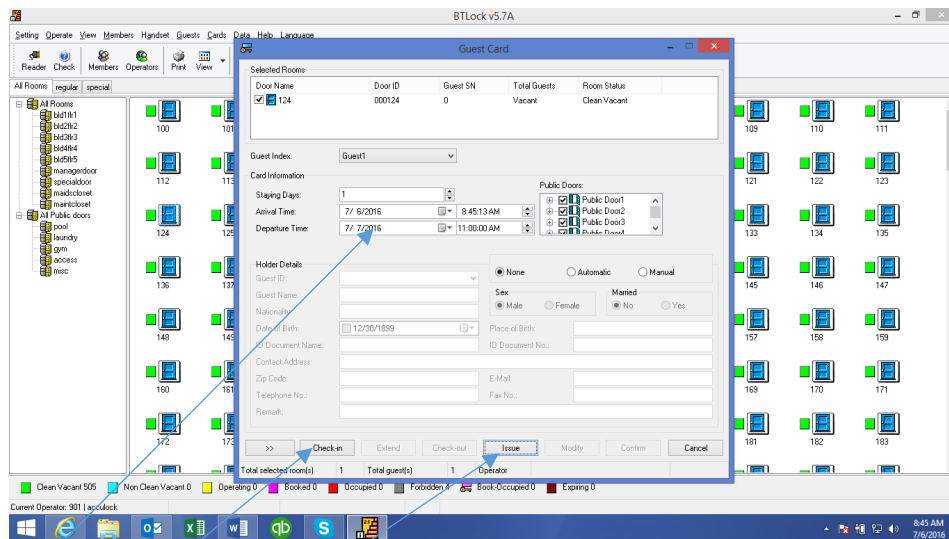 BTLock v5.7A
Setting Operate View Members Handset Guests Cards Data Help Language
Reader Check Members Operators Print View
All Rooms regular special
All Rooms
bld1flr1
bld2flr2
bld3flr3
bld4flr4
bld5flr5
managerdoor
specialdoor
maidscloset
maintcloset
All Public doors
pool
laundry
gym
access
misc
100 101 109 110 111
112 113 121 122 123
124 125 133 134 135
136 137 145 146 147
148 149 157 158 159
160 161 169 170 171
172 173 181 182 183
Guest Card
Selected Rooms
Door Name Door ID Guest SN Total Guests Room Status
124 000124 0 Vacant Clean Vacant
Guest Index: Guest1
Card Information
Staying Days: 1
Arrival Time: 7/ 6/2016 8:45:13 AM
Departure Time: 7/ 7/2016 11:00:00 AM
Public Doors:
Public Door1
Public Door2
Public Door3
Public Door4
Holder Details
None Automatic Manual
Guest ID:
Guest Name:
Nationality:
Sex
Male Female
Married
No Yes
Date of Birth: 12/30/1899 Place of Birth:
ID Document Name: ID Document No.:
Contact Address:
Zip Code: E-Mail:
Telephone No.: Fax No.:
Remark:
>> Check-in Extend Check-out Issue Modify Confirm Cancel
Total selected room(s) 1 Total guest(s) 1 Operator
Clean Vacant 505 Non Clean Vacant 0 Operating 0 Booked 0 Occupied 0 Forbidden 4 Book-Occupied 0 Expiring 0
Current Operator: 901 | acculock
8:45 AM
7/6/2016